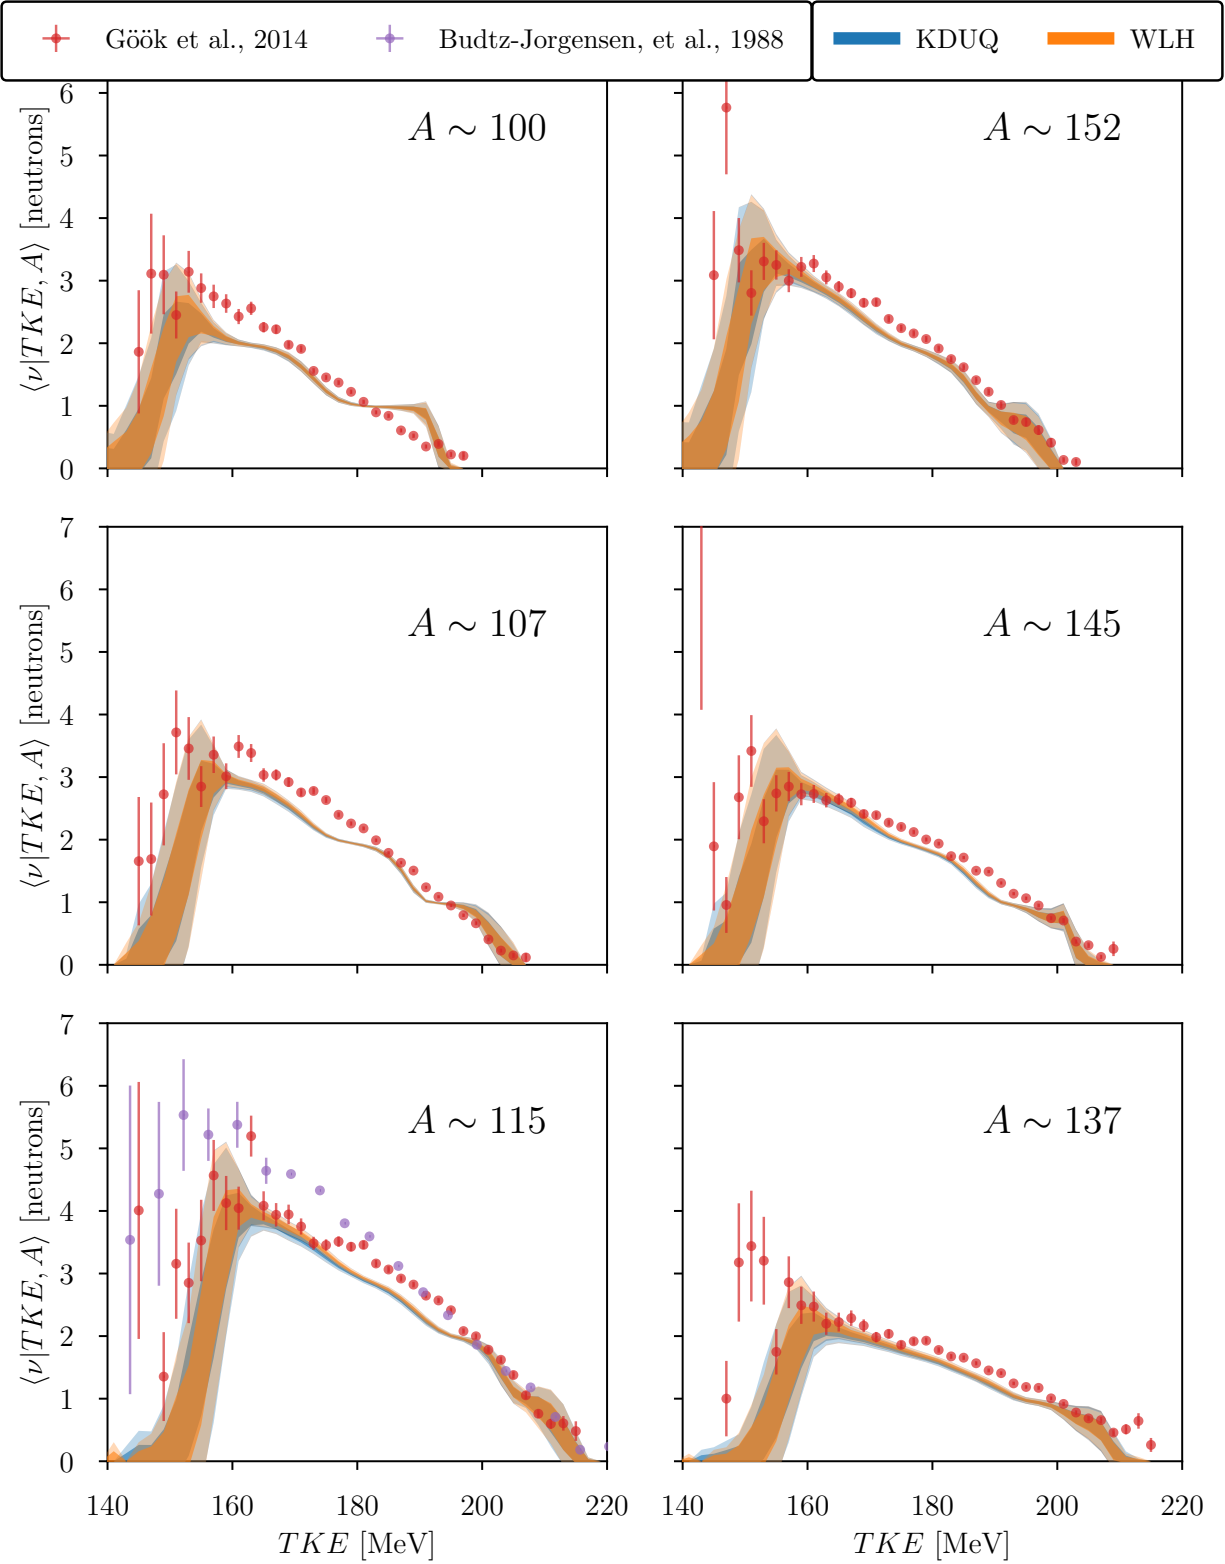 Göök et al., 2014 Budtz-Jorgensen, et al., 1988 KDUQ WLH
6
5
4
3
2
1
0
⟨ν|TKE, A⟩ [neutrons]
A ∼ 100
A ∼ 152
7
6
5
4
3
2
1
0
⟨ν|TKE, A⟩ [neutrons]
A ∼ 107
A ∼ 145
7
6
5
4
3
2
1
0
⟨ν|TKE, A⟩ [neutrons]
A ∼ 115
A ∼ 137
140 160 180 200 220 140 160 180 200 220
TKE [MeV] TKE [MeV]